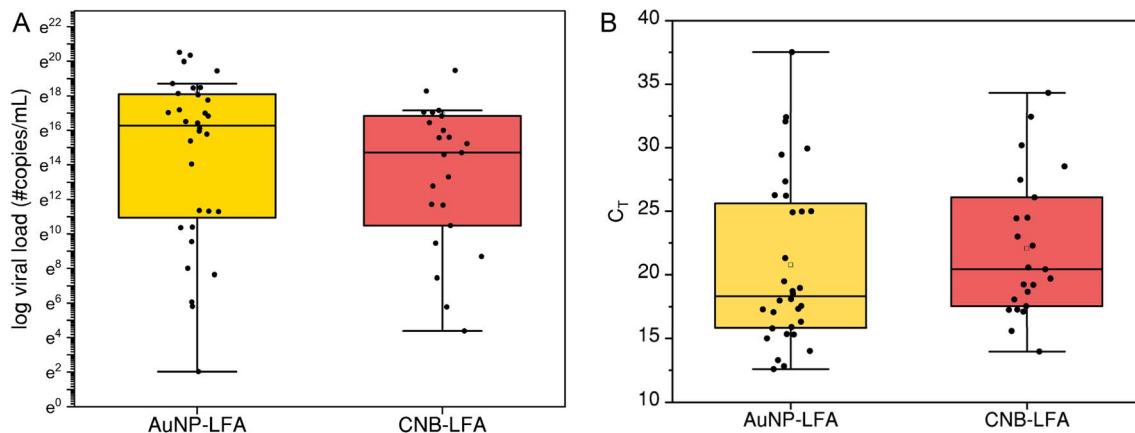 A
log viral load (#copies/mL)
e²²
e²⁰
e¹⁸
e¹⁶
e¹⁴
e¹²
e¹⁰
e⁸
e⁶
e⁴
e²
e⁰
AuNP-LFA
CNB-LFA
B
C_T
40
35
30
25
20
15
10
AuNP-LFA
CNB-LFA